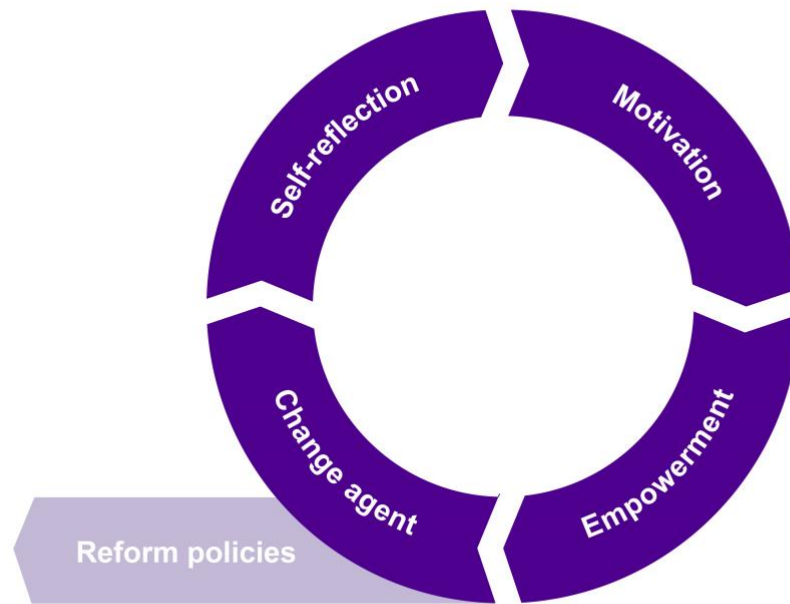 Self-reflection
Motivation
Empowerment
Change agent
Reform policies